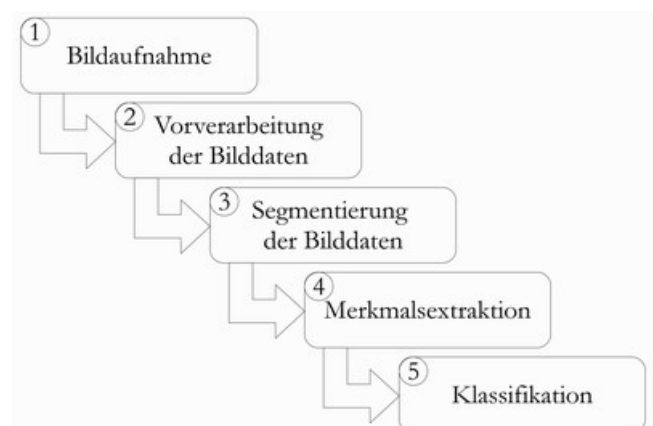 1
Bildaufnahme
2
Vorverarbeitung
der Bilddaten
3
Segmentierung
der Bilddaten
4
Merkmalsextraktion
5
Klassifikation